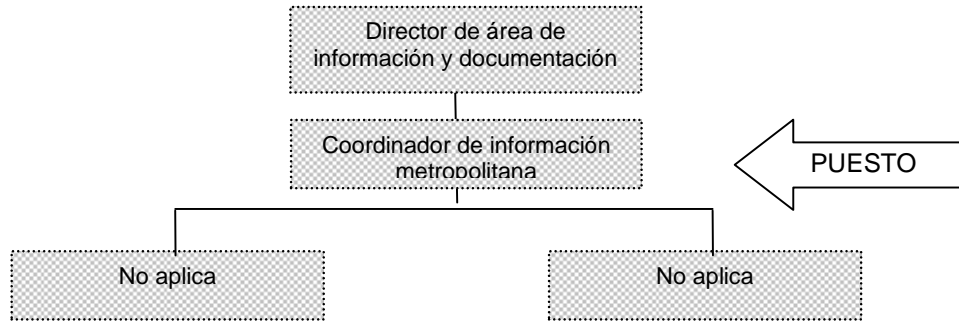 Director de área de
información y documentación
Coordinador de información
metropolitana
PUESTO
No aplica
No aplica